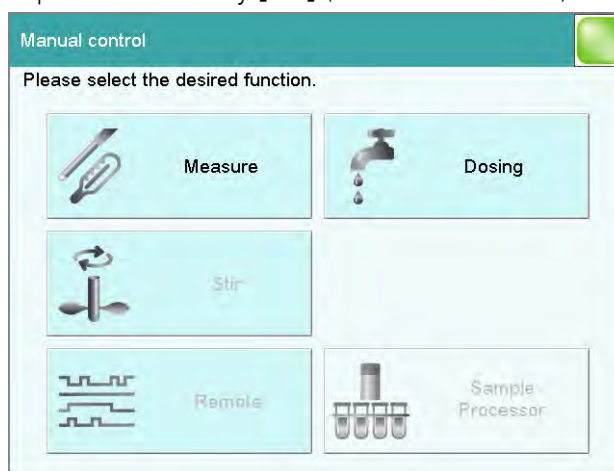 Manual control
Please select the desired function.
Measure
Dosing
Stir
Remote
Sample
Processor